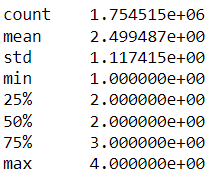 count 1.754515e+06
mean 2.499487e+00
std 1.117415e+00
min 1.000000e+00
25% 2.000000e+00
50% 2.000000e+00
75% 3.000000e+00
max 4.000000e+00